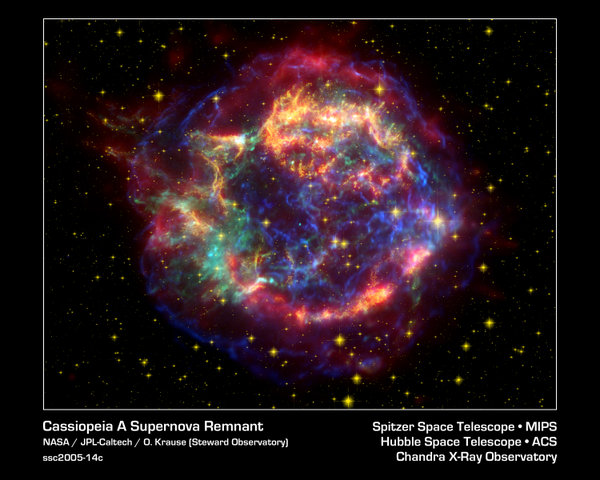 Cassiopeia A Supernova Remnant
NASA / JPL-Caltech / O. Krause (Steward Observatory)
ssc2005-14c
Spitzer Space Telescope • MIPS
Hubble Space Telescope • ACS
Chandra X-Ray Observatory